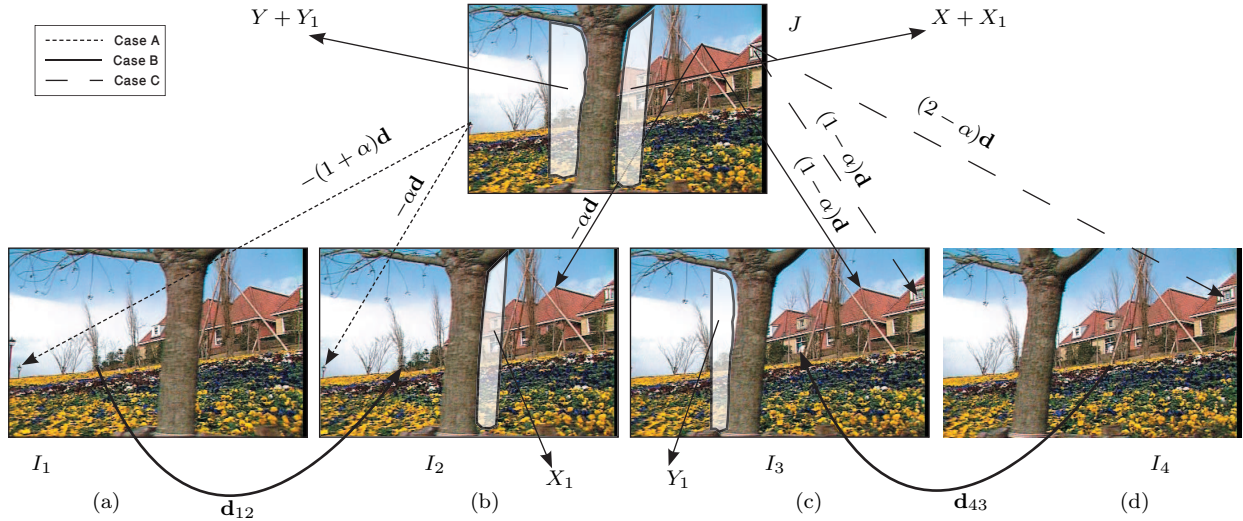 Case A
Case B
Case C
Y + Y₁
J
X + X₁
−(1 + α)d
−αd
−αd
(1 − α)d
(1 − α)d
(2 − α)d
I₁
I₂
X₁
Y₁
I₃
I₄
(a)
d₁₂
(b)
(c)
d₄₃
(d)